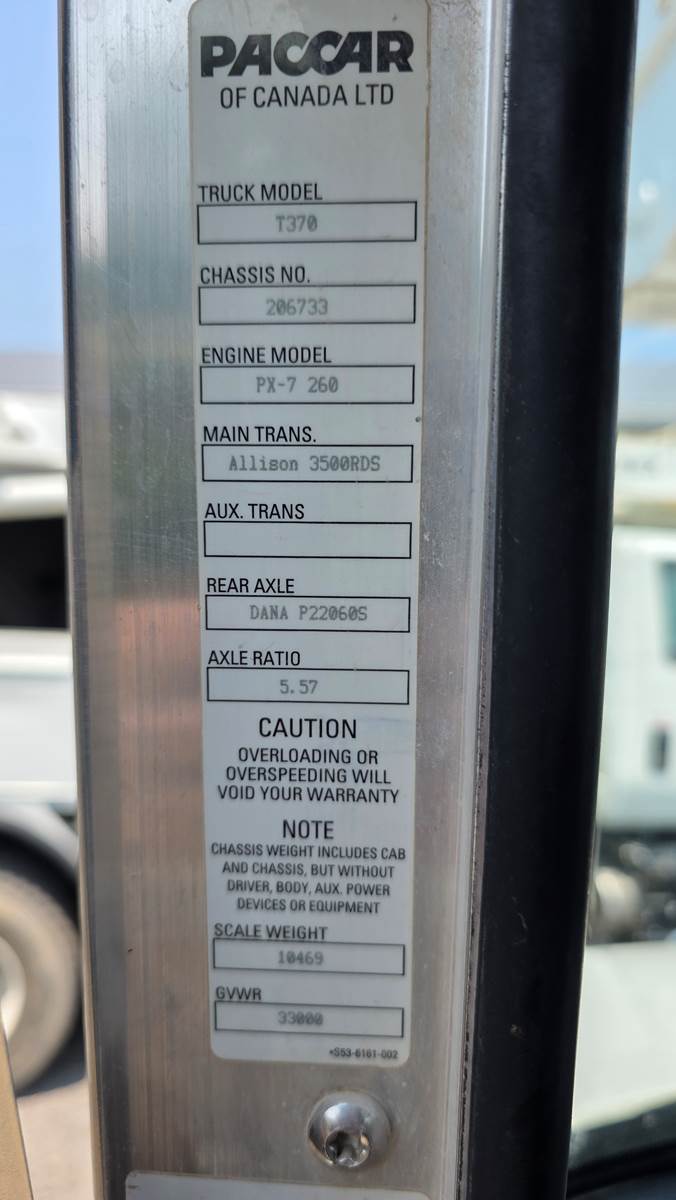 PACCAR
OF CANADA LTD
TRUCK MODEL
T370
CHASSIS NO.
206733
ENGINE MODEL
PX-7 260
MAIN TRANS.
Allison 3500RDS
AUX. TRANS
REAR AXLE
DANA P22060S
AXLE RATIO
5.57
CAUTION
OVERLOADING OR
OVERSPEEDING WILL
VOID YOUR WARRANTY
NOTE
CHASSIS WEIGHT INCLUDES CAB
AND CHASSIS, BUT WITHOUT
DRIVER, BODY, AUX. POWER
DEVICES OR EQUIPMENT
SCALE WEIGHT
10469
GVWR
33000
*S53-6161-002